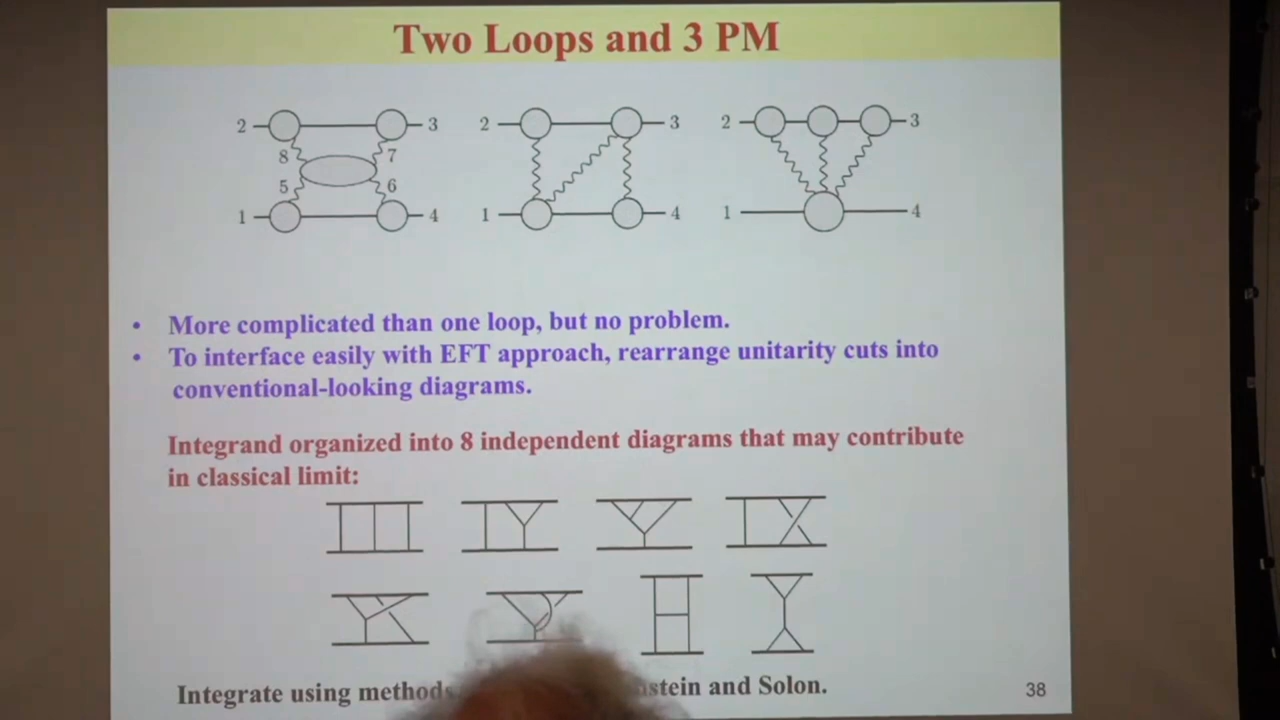 Two Loops and 3 PM
2 3 2 3 2 3
8 7
5 6
1 4 1 4 1 4
• More complicated than one loop, but no problem.
• To interface easily with EFT approach, rearrange unitarity cuts into
conventional-looking diagrams.
Integrand organized into 8 independent diagrams that may contribute
in classical limit:
Integrate using methods and Solon.
38